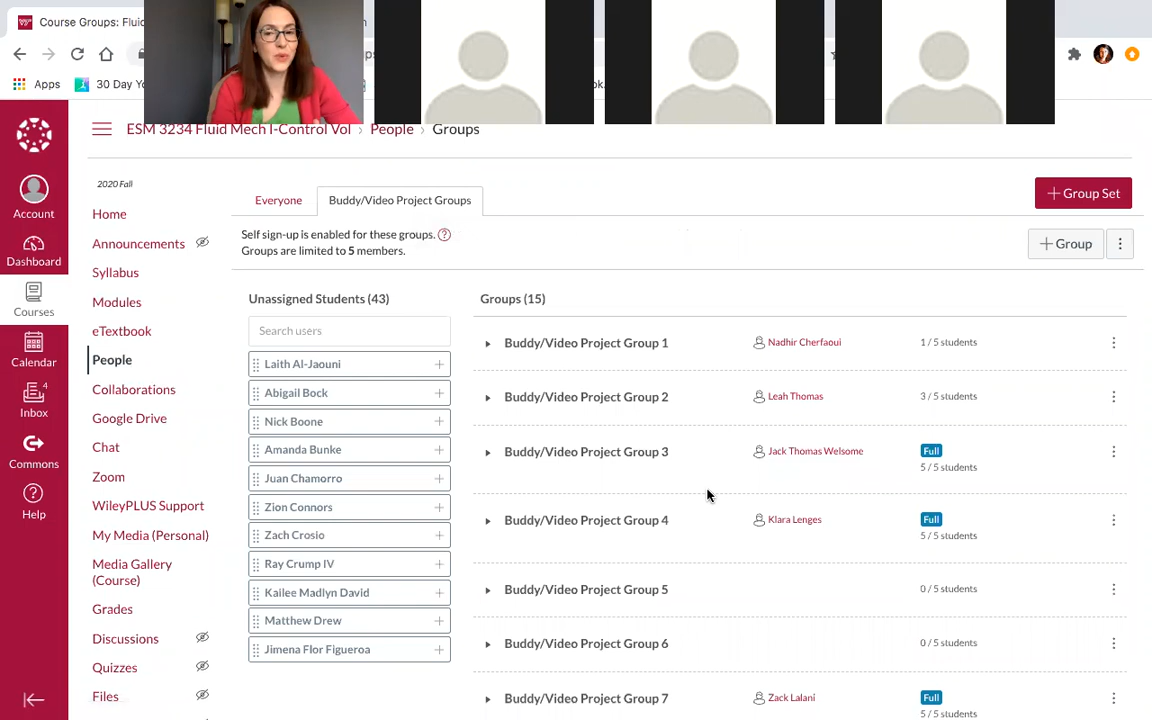 Course Groups: Flui
Apps
30 Day Yo
ok.
ESM 3234 Fluid Mech I-Control Vol › People › Groups
Account
Dashboard
Courses
Calendar
4
Inbox
Commons
Help
2020 Fall
Home
Announcements
Syllabus
Modules
eTextbook
People
Collaborations
Google Drive
Chat
Zoom
WileyPLUS Support
My Media (Personal)
Media Gallery
(Course)
Grades
Discussions
Quizzes
Files
Everyone
Buddy/Video Project Groups
+ Group Set
Self sign-up is enabled for these groups. ?
Groups are limited to 5 members.
+ Group
Unassigned Students (43)
Search users
Laith Al-Jaouni
Abigail Bock
Nick Boone
Amanda Bunke
Juan Chamorro
Zion Connors
Zach Crosio
Ray Crump IV
Kailee Madlyn David
Matthew Drew
Jimena Flor Figueroa
Groups (15)
Buddy/Video Project Group 1 Nadhir Cherfaoui 1 / 5 students
Buddy/Video Project Group 2 Leah Thomas 3 / 5 students
Buddy/Video Project Group 3 Jack Thomas Welsome Full
5 / 5 students
Buddy/Video Project Group 4 Klara Lenges Full
5 / 5 students
Buddy/Video Project Group 5 0 / 5 students
Buddy/Video Project Group 6 0 / 5 students
Buddy/Video Project Group 7 Zack Lalani Full
5 / 5 students